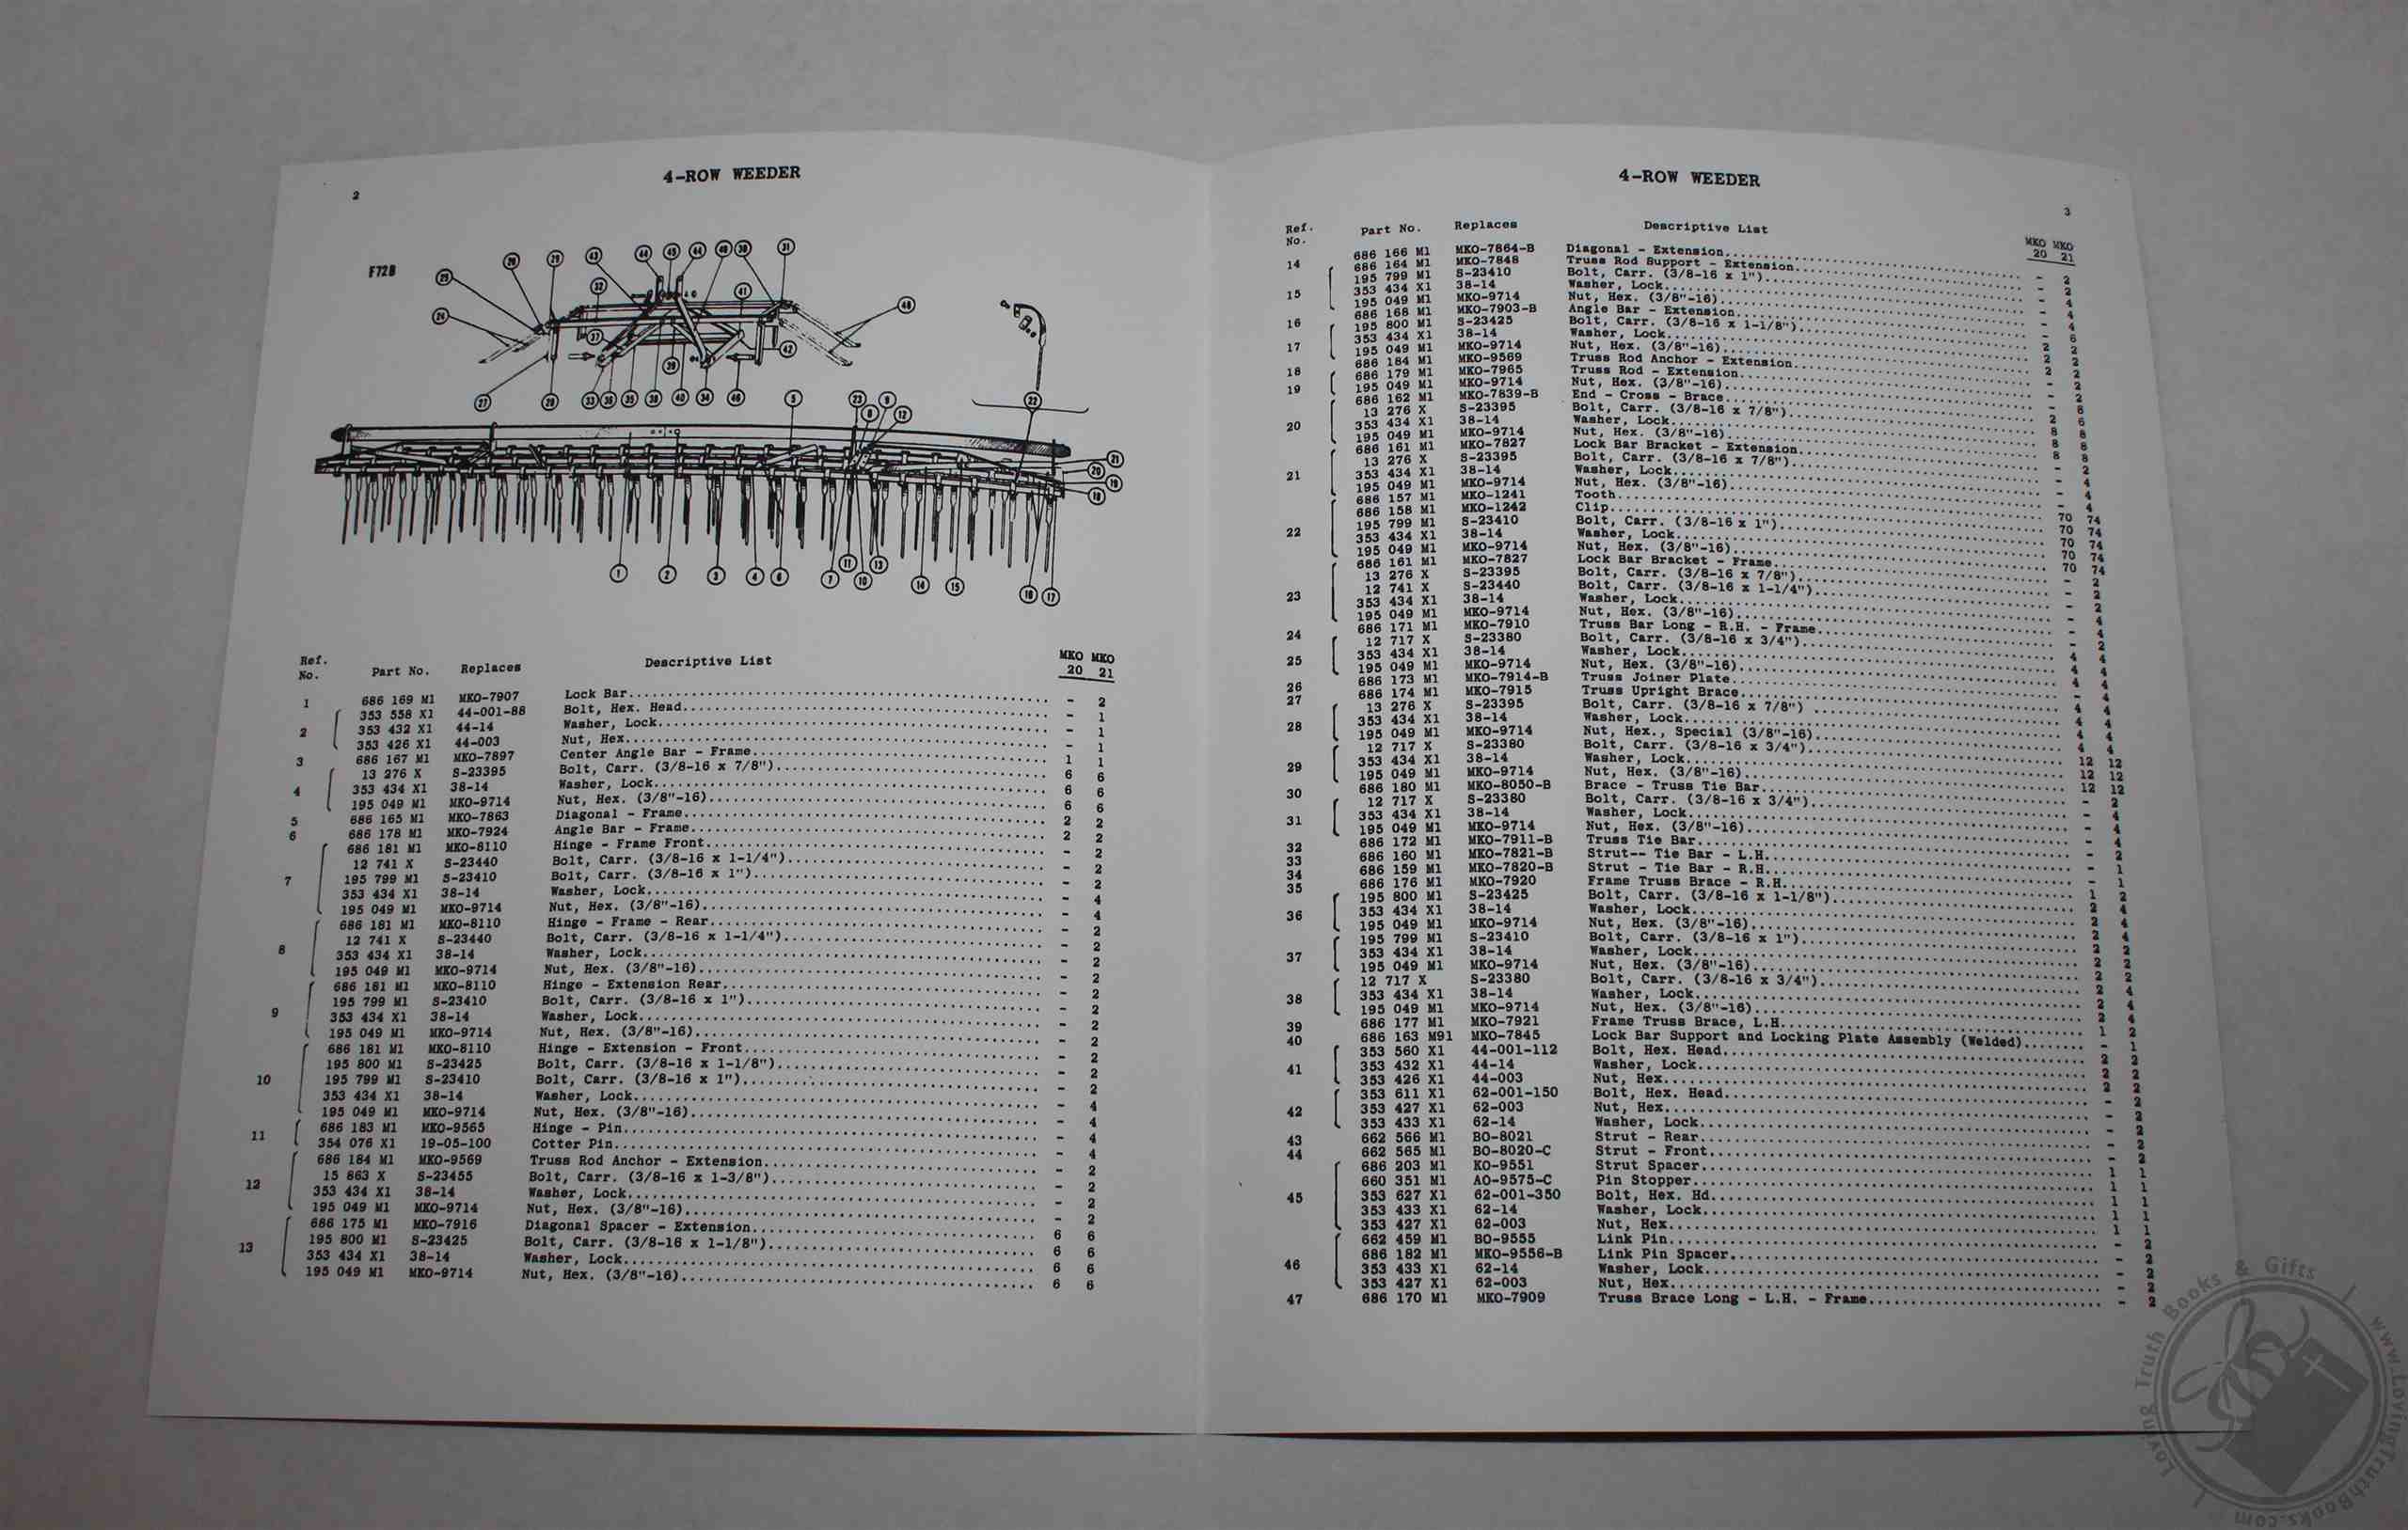 2
4-ROW WEEDER
F72B
Ref. No. Part No. Replaces Descriptive List MKO 20 MKO 21
1 686 169 M1 MKO-7907 Lock Bar - 2
353 558 X1 44-001-88 Bolt, Hex. Head - 1
2 353 432 X1 44-14 Washer, Lock - 1
353 426 X1 44-003 Nut, Hex - 1
3 686 167 M1 MKO-7897 Center Angle Bar - Frame 1 1
13 276 X S-23395 Bolt, Carr. (3/8-16 x 7/8") 6 6
4 353 434 X1 38-14 Washer, Lock 6 6
195 049 M1 MKO-9714 Nut, Hex. (3/8"-16) 6 6
5 686 165 M1 MKO-7863 Diagonal - Frame 2 2
6 686 178 M1 MKO-7924 Angle Bar - Frame 2 2
686 181 M1 MKO-8110 Hinge - Frame Front - 2
12 741 X S-23440 Bolt, Carr. (3/8-16 x 1-1/4") - 2
7 195 799 M1 S-23410 Bolt, Carr. (3/8-16 x 1") - 2
353 434 X1 38-14 Washer, Lock - 4
195 049 M1 MKO-9714 Nut, Hex. (3/8"-16) - 4
686 181 M1 MKO-8110 Hinge - Frame - Rear - 2
12 741 X S-23440 Bolt, Carr. (3/8-16 x 1-1/4") - 2
8 353 434 X1 38-14 Washer, Lock - 2
195 049 M1 MKO-9714 Nut, Hex. (3/8"-16) - 2
686 181 M1 MKO-8110 Hinge - Extension Rear - 2
195 799 M1 S-23410 Bolt, Carr. (3/8-16 x 1") - 2
9 353 434 X1 38-14 Washer, Lock - 2
195 049 M1 MKO-9714 Nut, Hex. (3/8"-16) - 2
686 181 M1 MKO-8110 Hinge - Extension - Front - 2
195 800 M1 S-23425 Bolt, Carr. (3/8-16 x 1-1/8") - 2
10 195 799 M1 S-23410 Bolt, Carr. (3/8-16 x 1") - 2
353 434 X1 38-14 Washer, Lock - 4
195 049 M1 MKO-9714 Nut, Hex. (3/8"-16) - 4
11 686 183 M1 MKO-9565 Hinge - Pin - 4
354 076 X1 19-05-100 Cotter Pin - 4
686 184 M1 MKO-9569 Truss Rod Anchor - Extension - 2
12 15 863 X S-23455 Bolt, Carr. (3/8-16 x 1-3/8") - 2
353 434 X1 38-14 Washer, Lock - 2
195 049 M1 MKO-9714 Nut, Hex. (3/8"-16) - 2
686 175 M1 MKO-7916 Diagonal Spacer - Extension 6 6
13 195 800 M1 S-23425 Bolt, Carr. (3/8-16 x 1-1/8") 6 6
353 434 X1 38-14 Washer, Lock 6 6
195 049 M1 MKO-9714 Nut, Hex. (3/8"-16) 6 6
4-ROW WEEDER
3
Ref. No. Part No. Replaces Descriptive List MKO 20 MKO 21
14 686 166 M1 MKO-7864-B Diagonal - Extension - 2
686 164 M1 MKO-7848 Truss Rod Support - Extension - 2
15 195 799 M1 S-23410 Bolt, Carr. (3/8-16 x 1") - 4
353 434 X1 38-14 Washer, Lock
195 049 M1 MKO-9714 Nut, Hex. (3/8"-16)
16 686 168 M1 MKO-7903-B Angle Bar - Extension
195 800 M1 S-23425 Bolt, Carr. (3/8-16 x 1-1/8")
17 353 434 X1 38-14 Washer, Lock
195 049 M1 MKO-9714 Nut, Hex. (3/8"-16)
18 686 184 M1 MKO-9569 Truss Rod Anchor - Extension
19 686 179 M1 MKO-7965 Truss Rod - Extension
195 049 M1 MKO-9714 Nut, Hex. (3/8"-16)
686 162 M1 MKO-7839-B End - Cross - Brace
20 13 276 X S-23395 Bolt, Carr. (3/8-16 x 7/8")
353 434 X1 38-14 Washer, Lock
195 049 M1 MKO-9714 Nut, Hex. (3/8"-16)
686 161 M1 MKO-7827 Lock Bar Bracket - Extension - 2
21 13 276 X S-23395 Bolt, Carr. (3/8-16 x 7/8") - 4
353 434 X1 38-14 Washer, Lock - 4
195 049 M1 MKO-9714 Nut, Hex. (3/8"-16) - 4
686 157 M1 MKO-1241 Tooth 70 74
686 158 M1 MKO-1242 Clip 70 74
22 195 799 M1 S-23410 Bolt, Carr. (3/8-16 x 1") 70 74
353 434 X1 38-14 Washer, Lock 70 74
195 049 M1 MKO-9714 Nut, Hex. (3/8"-16) 70 74
686 161 M1 MKO-7827 Lock Bar Bracket - Frame - 2
13 276 X S-23395 Bolt, Carr. (3/8-16 x 7/8") - 2
23 12 741 X S-23440 Bolt, Carr. (3/8-16 x 1-1/4") - 2
353 434 X1 38-14 Washer, Lock - 4
195 049 M1 MKO-9714 Nut, Hex. (3/8"-16) - 4
24 686 171 M1 MKO-7910 Truss Bar Long - R.H. - Frame - 2
12 717 X S-23380 Bolt, Carr. (3/8-16 x 3/4") 4 4
25 353 434 X1 38-14 Washer, Lock 4 4
195 049 M1 MKO-9714 Nut, Hex. (3/8"-16) 4 4
26 686 173 M1 MKO-7914-B Truss Joiner Plate - 4
27 686 174 M1 MKO-7915 Truss Upright Brace 4 4
13 276 X S-23395 Bolt, Carr. (3/8-16 x 7/8") 4 4
28 353 434 X1 38-14 Washer, Lock 4 4
195 049 M1 MKO-9714 Nut, Hex., Special (3/8"-16) 4 4
12 717 X S-23380 Bolt, Carr. (3/8-16 x 3/4") 12 12
29 353 434 X1 38-14 Washer, Lock 12 12
195 049 M1 MKO-9714 Nut, Hex. (3/8"-16) 12 12
30 686 180 M1 MKO-8050-B Brace - Truss Tie Bar - 2
12 717 X S-23380 Bolt, Carr. (3/8-16 x 3/4") - 4
31 353 434 X1 38-14 Washer, Lock - 4
195 049 M1 MKO-9714 Nut, Hex. (3/8"-16) - 4
32 686 172 M1 MKO-7911-B Truss Tie Bar - 2
33 686 160 M1 MKO-7821-B Strut-- Tie Bar - L.H. - 1
34 686 159 M1 MKO-7820-B Strut - Tie Bar - R.H. - 1
35 686 176 M1 MKO-7920 Frame Truss Brace - R.H. 1 2
195 800 M1 S-23425 Bolt, Carr. (3/8-16 x 1-1/8") 2 4
36 353 434 X1 38-14 Washer, Lock 2 4
195 049 M1 MKO-9714 Nut, Hex. (3/8"-16) 2 4
195 799 M1 S-23410 Bolt, Carr. (3/8-16 x 1") 2 2
37 353 434 X1 38-14 Washer, Lock 2 2
195 049 M1 MKO-9714 Nut, Hex. (3/8"-16) 2 2
12 717 X S-23380 Bolt, Carr. (3/8-16 x 3/4") 2 4
38 353 434 X1 38-14 Washer, Lock 2 4
195 049 M1 MKO-9714 Nut, Hex. (3/8"-16) 2 4
39 686 177 M1 MKO-7921 Frame Truss Brace, L.H. 1 2
40 686 163 M91 MKO-7845 Lock Bar Support and Locking Plate Assembly (Welded) - 1
353 560 X1 44-001-112 Bolt, Hex. Head 2 2
41 353 432 X1 44-14 Washer, Lock 2 2
353 426 X1 44-003 Nut, Hex 2 2
353 611 X1 62-001-150 Bolt, Hex. Head - 2
42 353 427 X1 62-003 Nut, Hex - 2
353 433 X1 62-14 Washer, Lock - 2
43 662 566 M1 BO-8021 Strut - Rear - 2
44 662 565 M1 BO-8020-C Strut - Front - 2
686 203 M1 KO-9551 Strut Spacer 1 1
660 351 M1 AO-9575-C Pin Stopper 1 1
45 353 627 X1 62-001-350 Bolt, Hex. Hd. 1 1
353 433 X1 62-14 Washer, Lock 1 1
353 427 X1 62-003 Nut, Hex 1 1
662 459 M1 BO-9555 Link Pin - 2
686 182 M1 MKO-9556-B Link Pin Spacer - 2
46 353 433 X1 62-14 Washer, Lock - 2
353 427 X1 62-003 Nut, Hex - 2
47 686 170 M1 MKO-7909 Truss Brace Long - L.H. - Frame - 2
Loving Truth Books & Gifts
www.LovingTruthBooks.com